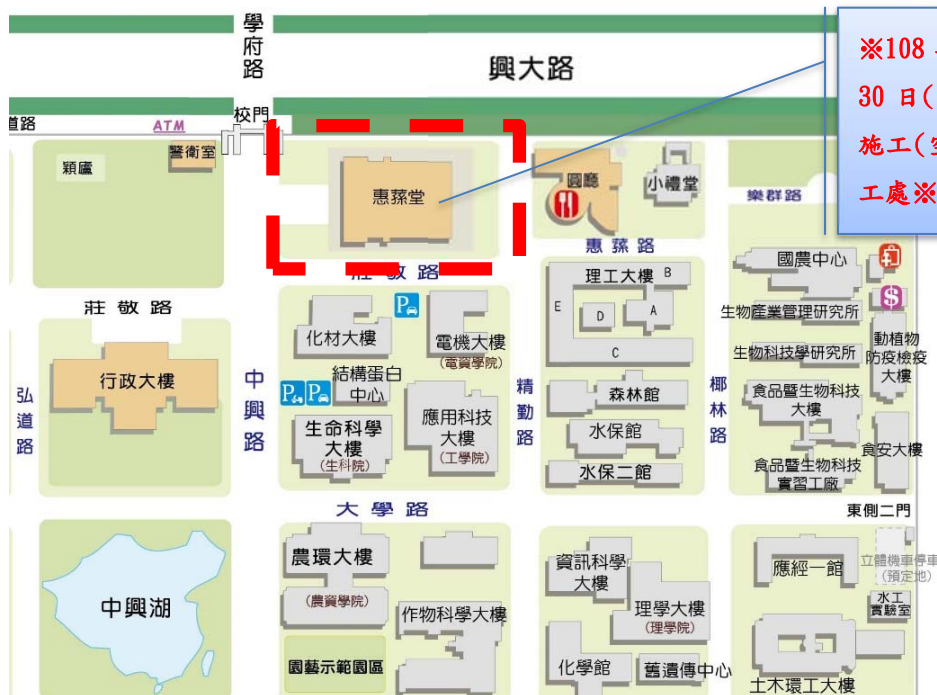 學府路
興大路
※108
30 日(
施工(
工處※
校門
道路
ATM
警衛室
穎廬
惠蓀堂
圓廳
小禮堂
樂群路
惠蓀路
莊敬路
國農中心
理工大樓
B
E
D
A
C
莊敬路
P
化材大樓
電機大樓
(電資學院)
生物產業管理研究所
$
動植物
防疫檢疫
大樓
生物科技學研究所
行政大樓
弘道路
中興路
結構蛋白
中心
P P
生命科學
大樓
(生科院)
應用科技
大樓
(工學院)
精勤路
森林館
水保館
水保二館
椰林路
食品暨生物科技
大樓
食安大樓
食品暨生物科技
實習工廠
大學路
東側二門
中興湖
農環大樓
(農資學院)
作物科學大樓
園藝示範園區
資訊科學
大樓
理學大樓
(理學院)
化學館
舊遺傳中心
應經一館
立體機車停車
(預定地)
水工
實驗室
土木環工大樓